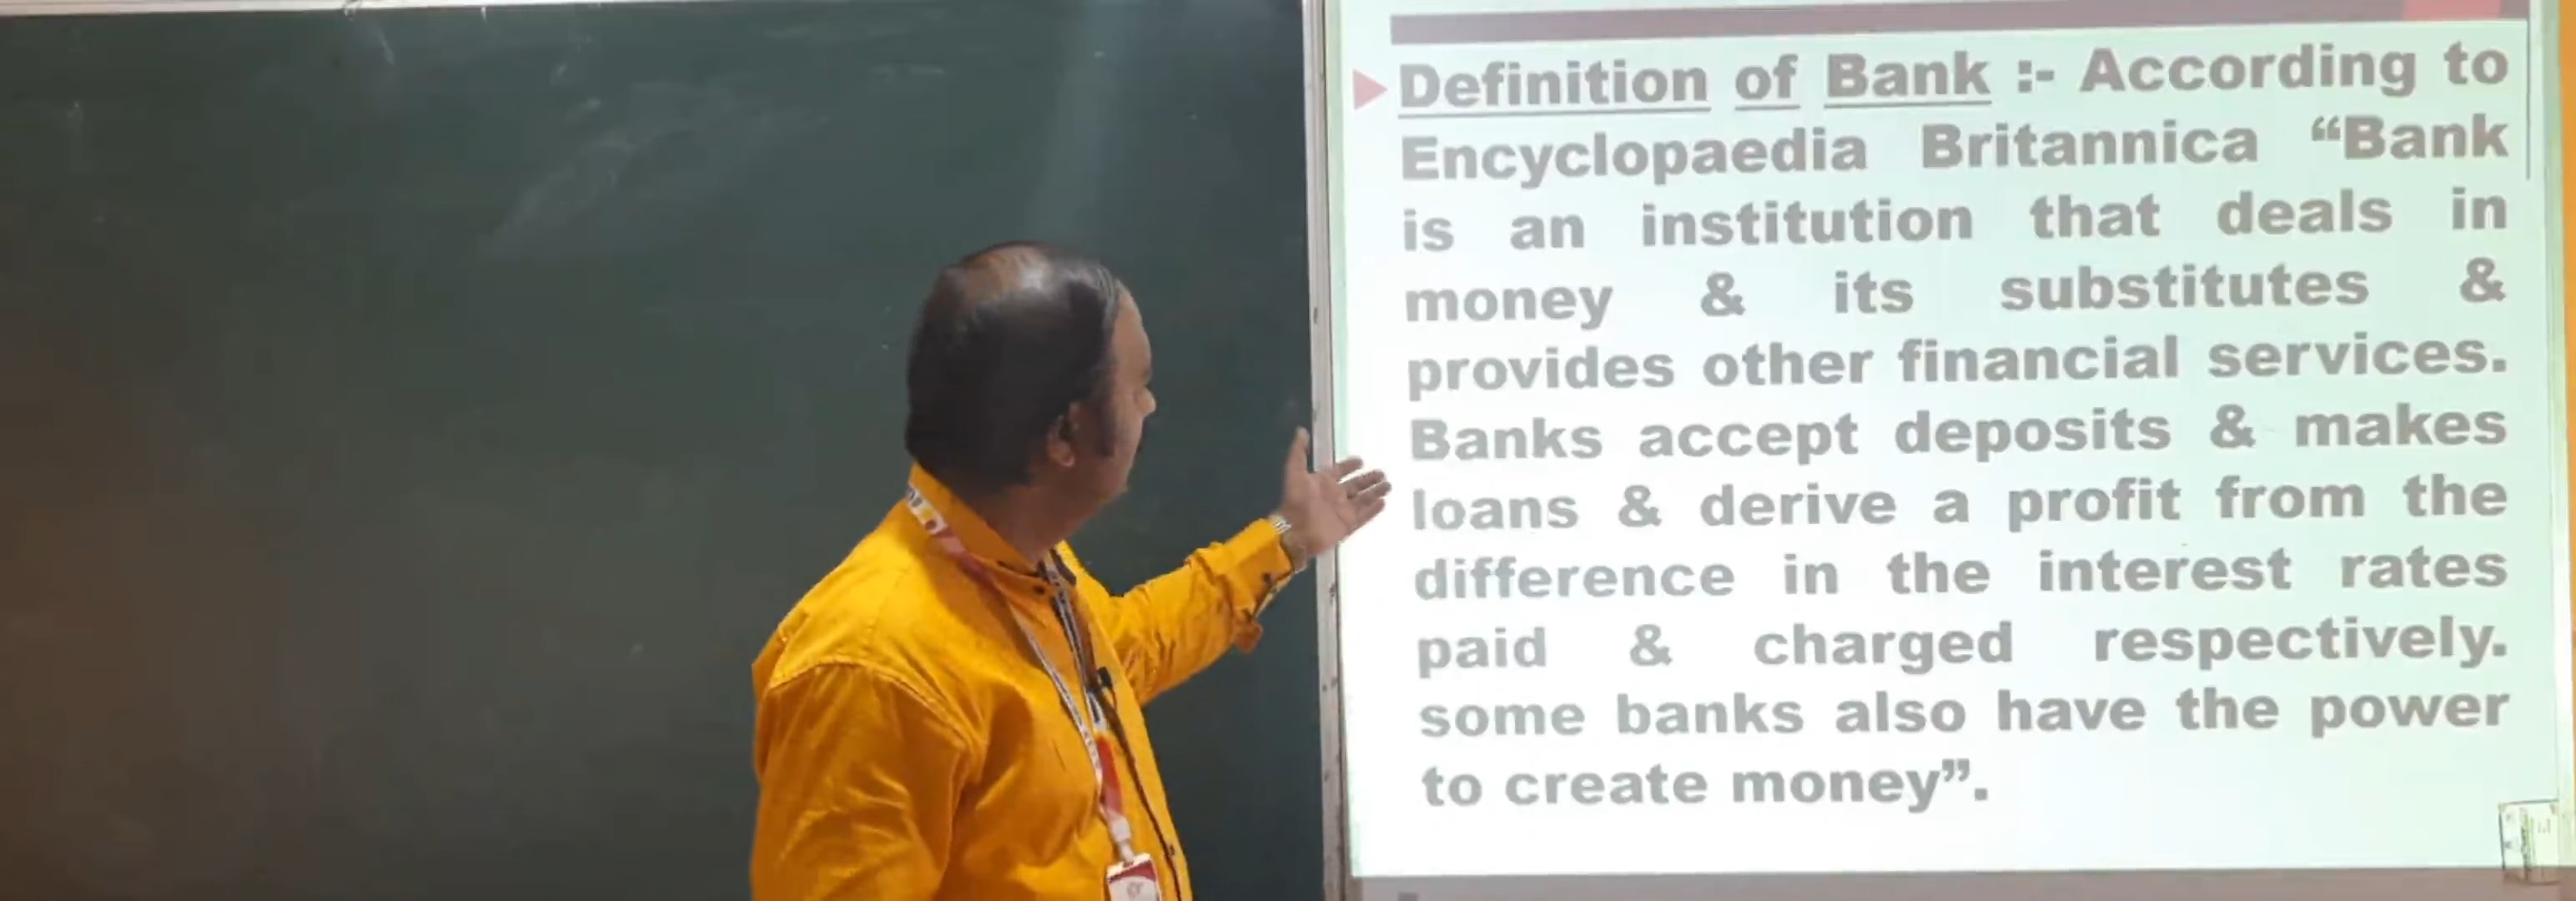 Definition of Bank :- According to
Encyclopaedia Britannica “Bank
is an institution that deals in
money & its substitutes &
provides other financial services.
Banks accept deposits & makes
loans & derive a profit from the
difference in the interest rates
paid & charged respectively.
some banks also have the power
to create money”.